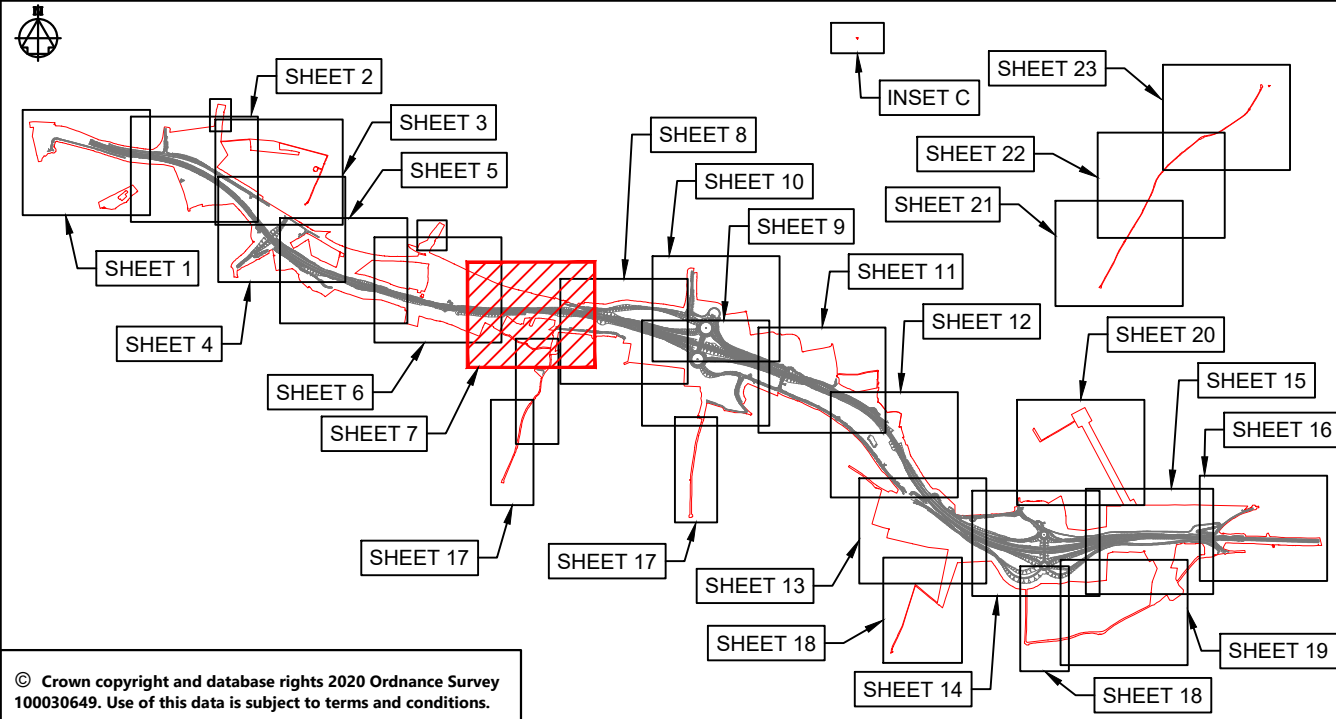 N
SHEET 2
SHEET 23
INSET C
SHEET 3
SHEET 8
SHEET 22
SHEET 5
SHEET 10
SHEET 21
SHEET 9
SHEET 1
SHEET 11
SHEET 12
SHEET 20
SHEET 4
SHEET 15
SHEET 6
SHEET 16
SHEET 7
SHEET 17
SHEET 17
SHEET 13
SHEET 18
SHEET 19
SHEET 14
SHEET 18
© Crown copyright and database rights 2020 Ordnance Survey
100030649. Use of this data is subject to terms and conditions.